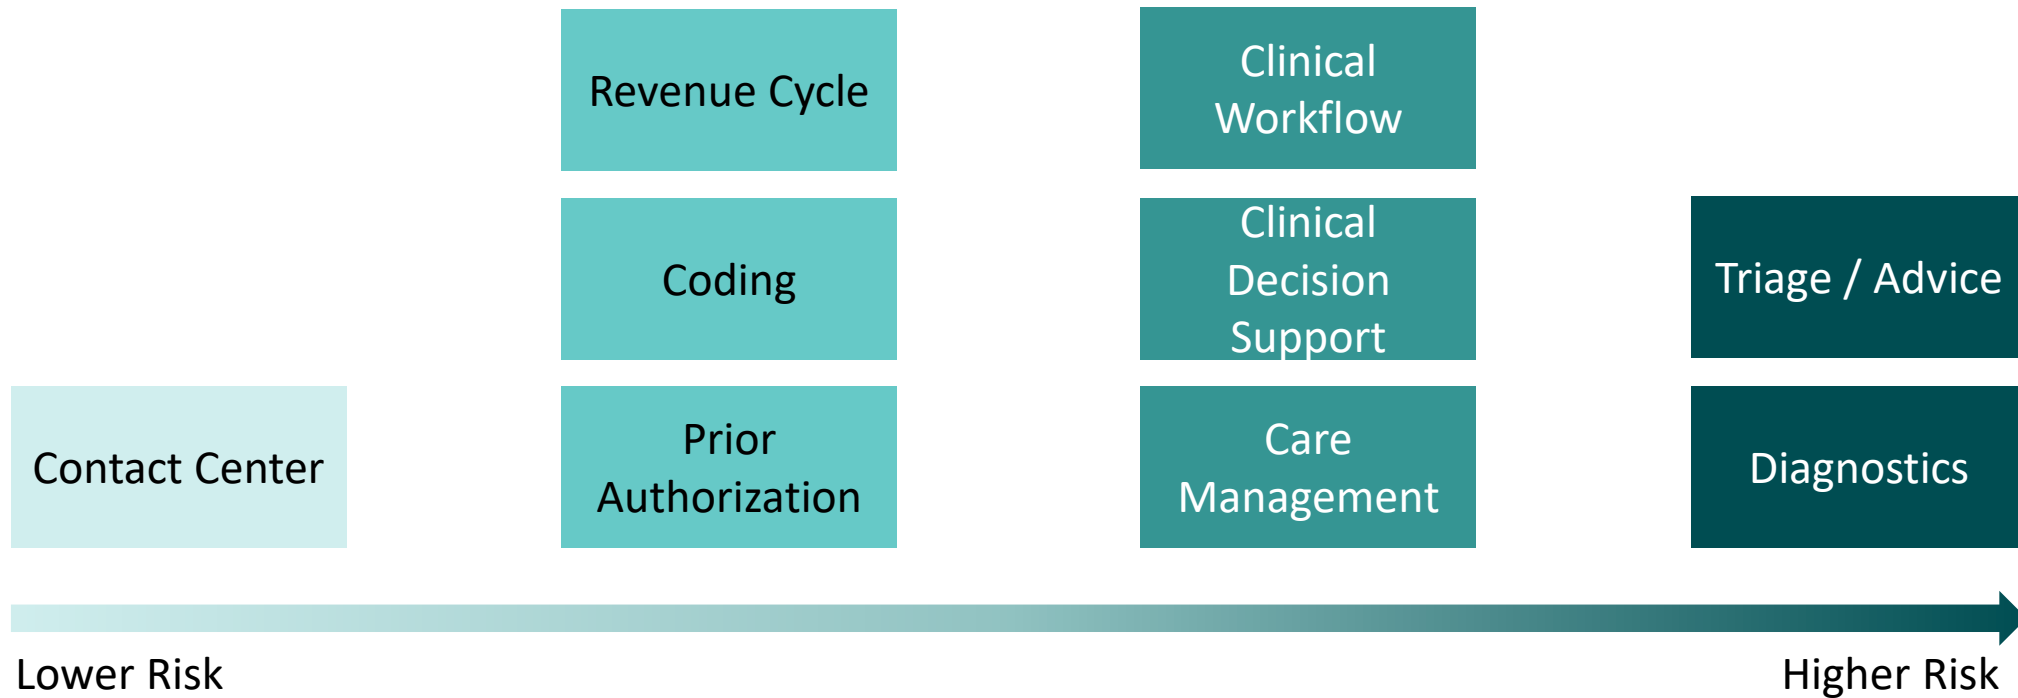 Revenue Cycle
Clinical
Workflow
Coding
Clinical
Decision
Support
Triage / Advice
Contact Center
Prior
Authorization
Care
Management
Diagnostics
Lower Risk
Higher Risk